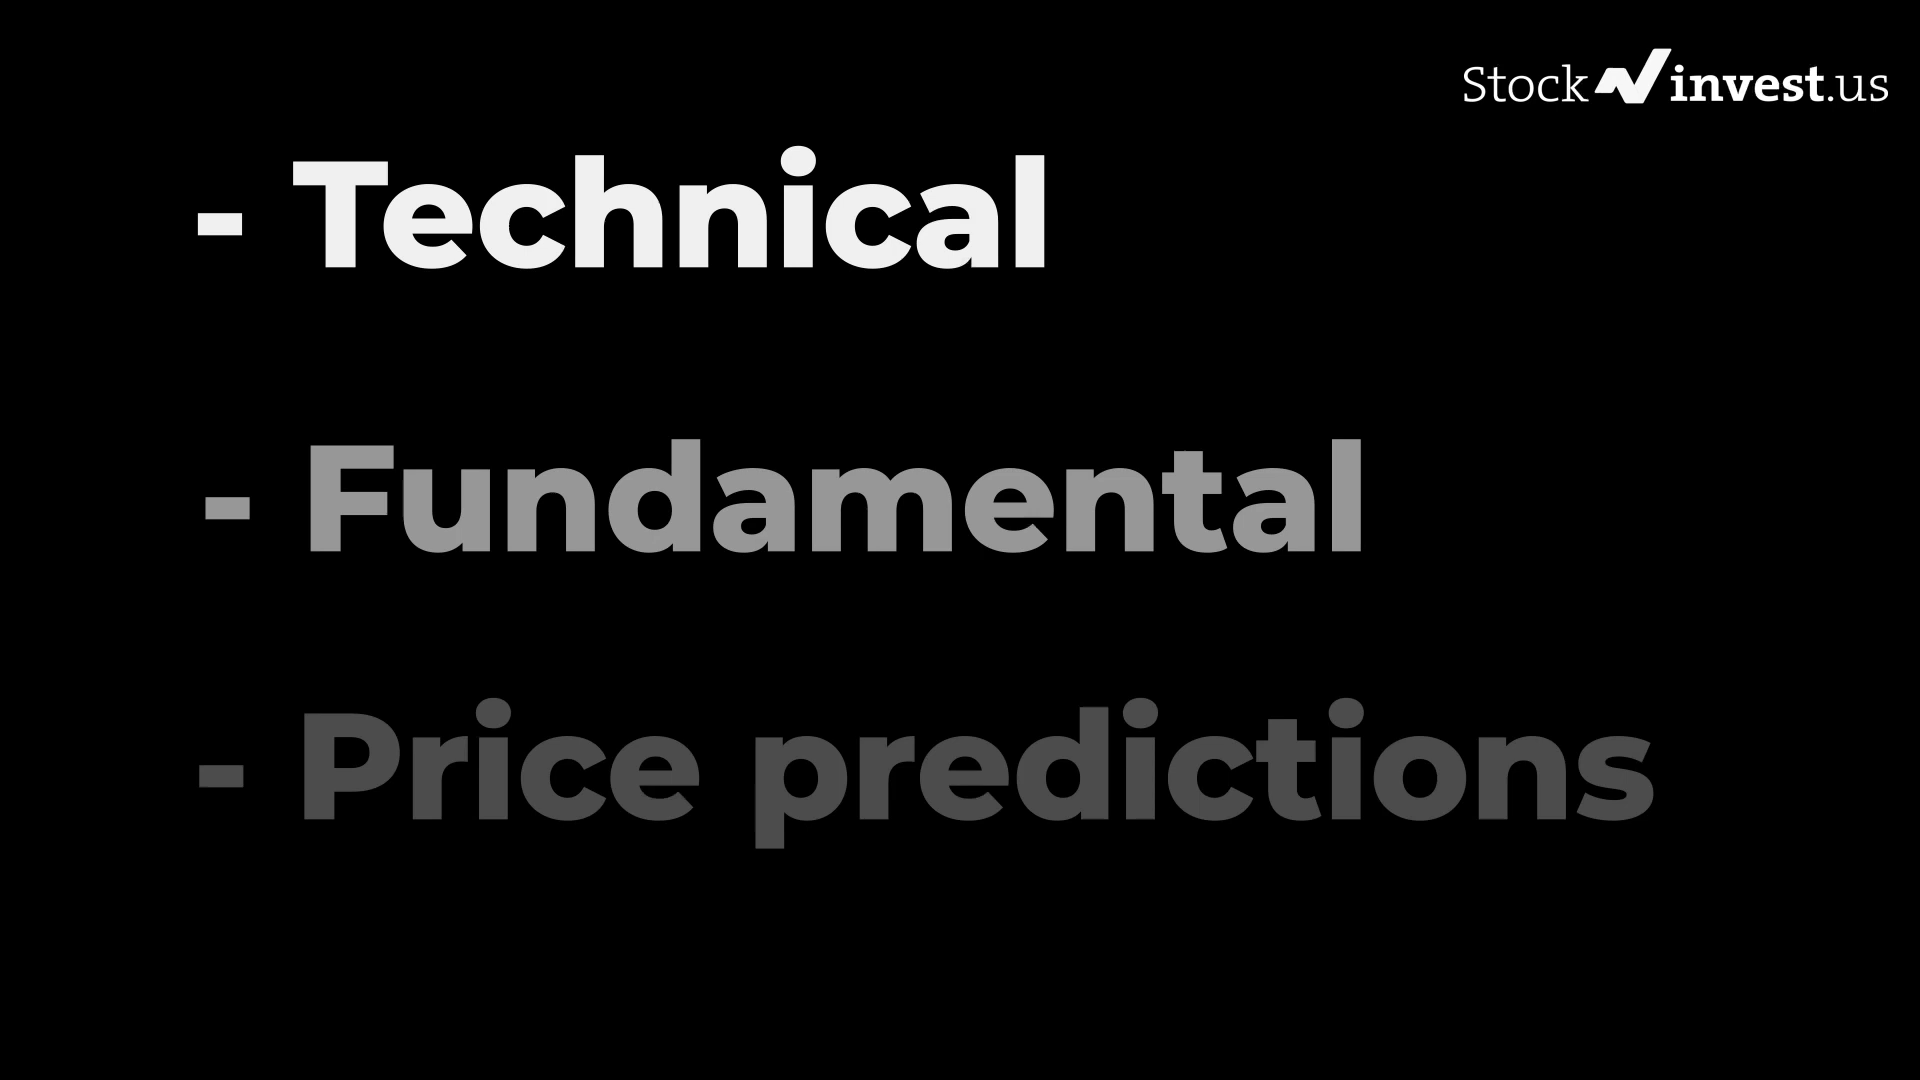 Stock invest.us
- Technical
- Fundamental
- Price predictions